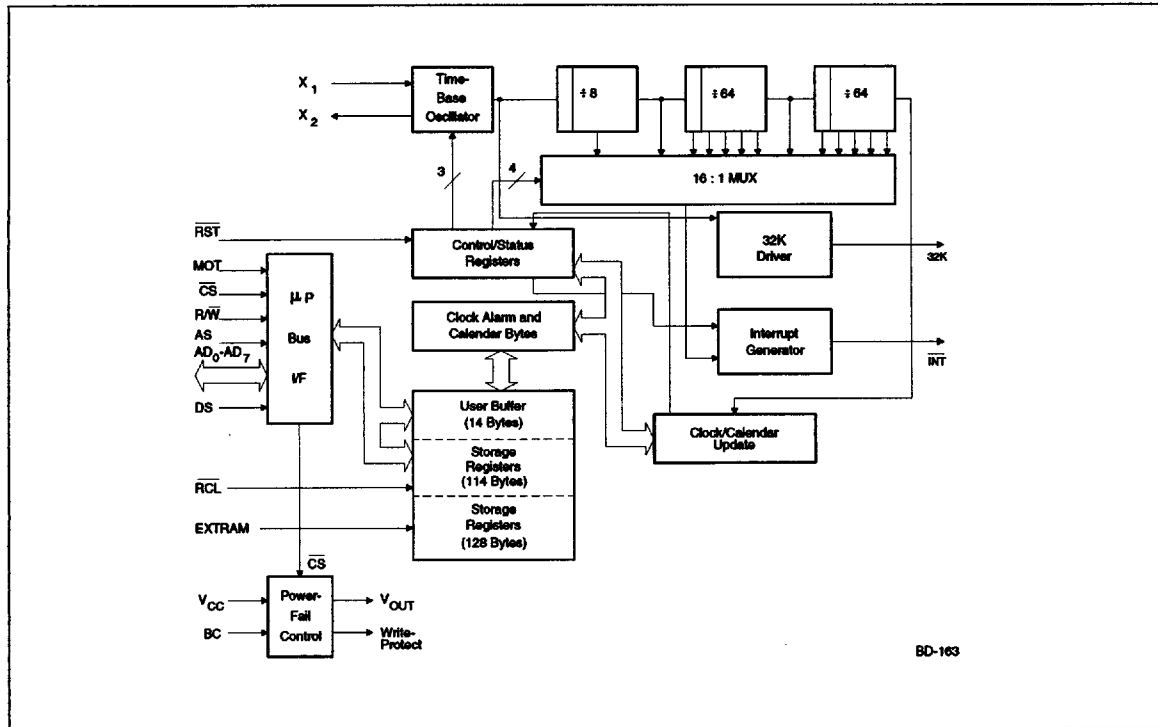 X1
X2
Time-
Base
Oscillator
÷ 8
÷ 64
÷ 64
3
4
16 : 1 MUX
RST
Control/Status
Registers
32K
Driver
32K
MOT
CS
R/W
AS
AD0-AD7
DS
μP
Bus
I/F
Clock Alarm and
Calendar Bytes
Interrupt
Generator
INT
User Buffer
(14 Bytes)
Storage
Registers
(114 Bytes)
Storage
Registers
(128 Bytes)
Clock/Calendar
Update
RCL
EXTRAM
CS
VCC
BC
Power-
Fail
Control
VOUT
Write-
Protect
BD-163